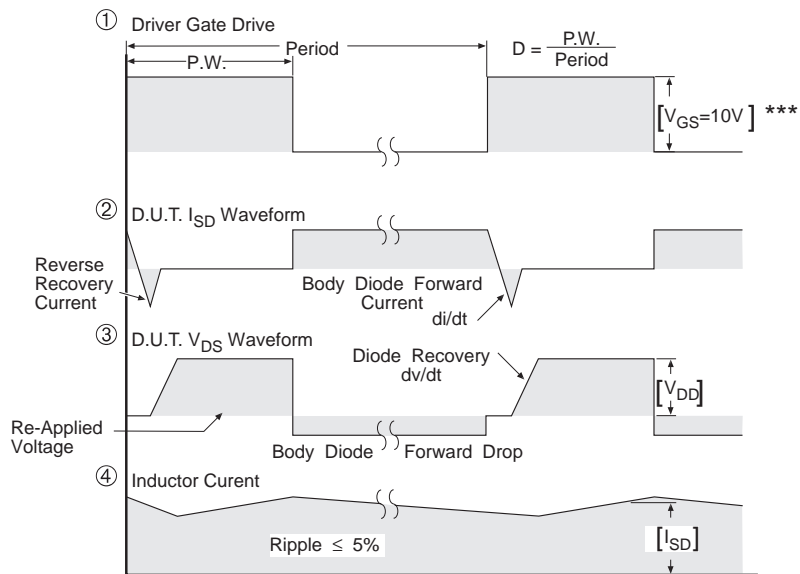 ① Driver Gate Drive
Period
P.W.
D = P.W. / Period
[VGS=10V] ***
② D.U.T. ISD Waveform
Reverse
Recovery
Current
Body Diode Forward
Current
di/dt
③ D.U.T. VDS Waveform
Diode Recovery
dv/dt
[VDD]
Re-Applied
Voltage
Body Diode Forward Drop
④ Inductor Curent
Ripple ≤ 5%
[ISD]